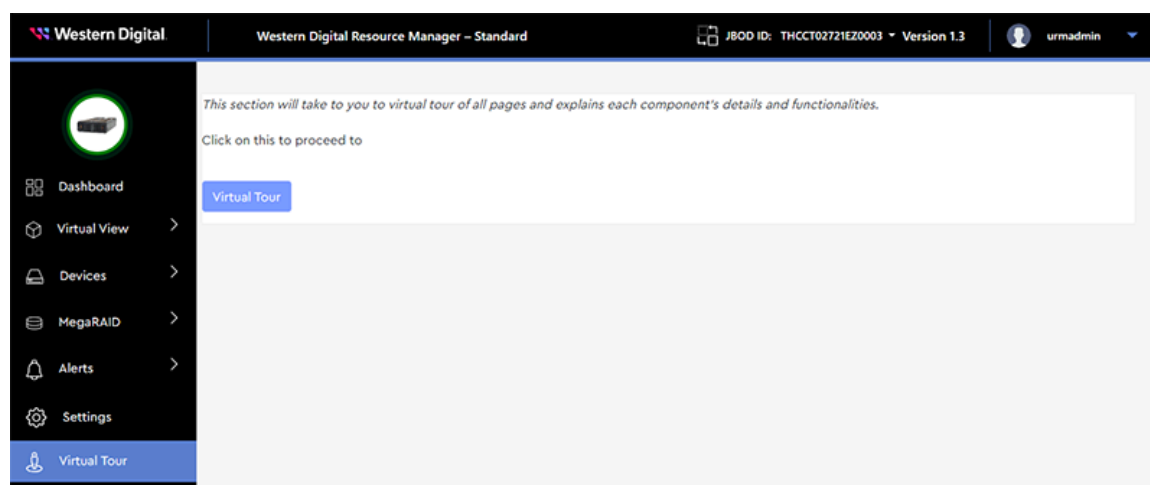 Western Digital.
Western Digital Resource Manager – Standard
JBOD ID: THCCT02721EZ0003 Version 1.3
urmadmin
This section will take to you to virtual tour of all pages and explains each component's details and functionalities.
Click on this to proceed to
Virtual Tour
Dashboard
Virtual View
Devices
MegaRAID
Alerts
Settings
Virtual Tour